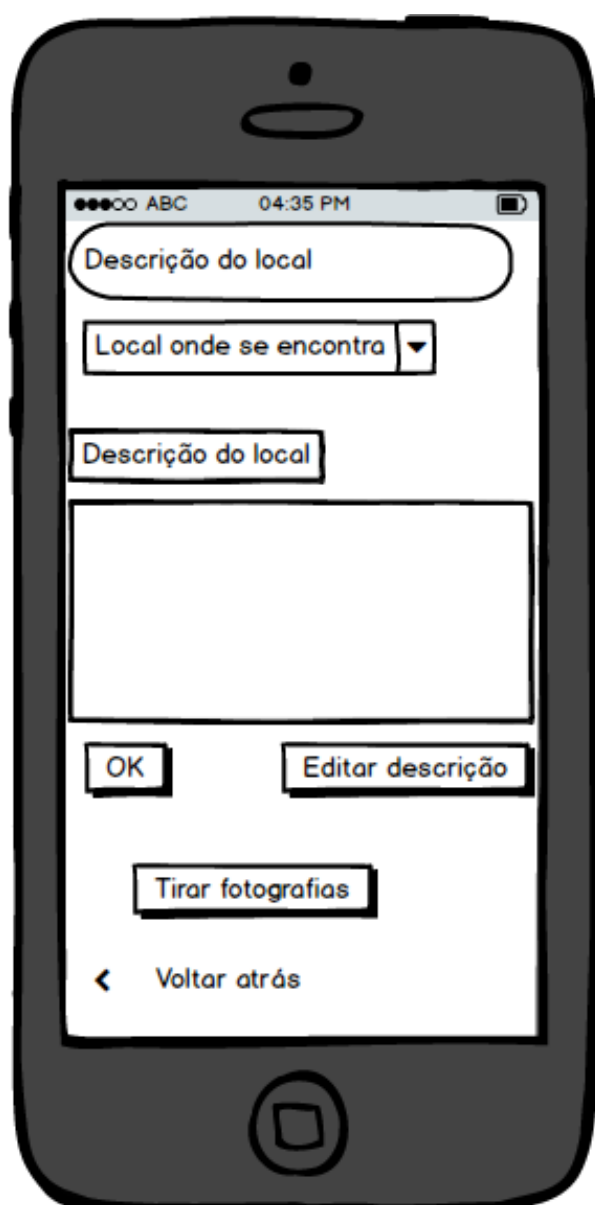 ABC 04:35 PM
Descrição do local
Local onde se encontra
Descrição do local
OK Editar descrição
Tirar fotografias
Voltar atrás